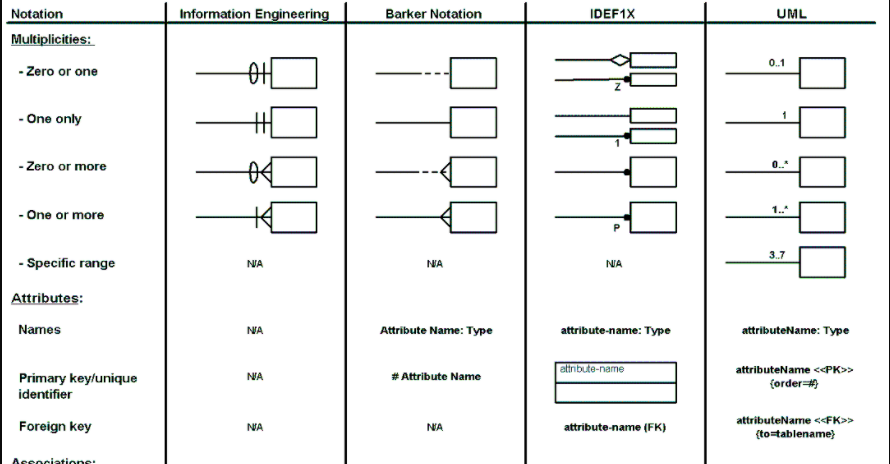 Notation Information Engineering Barker Notation IDEF1X UML
Multiplicities:
- Zero or one 0..1
Z
- One only 1
1
- Zero or more 0..*
- One or more 1..*
P
- Specific range N/A N/A N/A 3..7
Attributes:
Names N/A Attribute Name: Type attribute-name: Type attributeName: Type
Primary key/unique N/A # Attribute Name attribute-name attributeName <<PK>>
identifier {order=#}
Foreign key N/A N/A attribute-name (FK) attributeName <<FK>>
{to=tablename}
Associations: